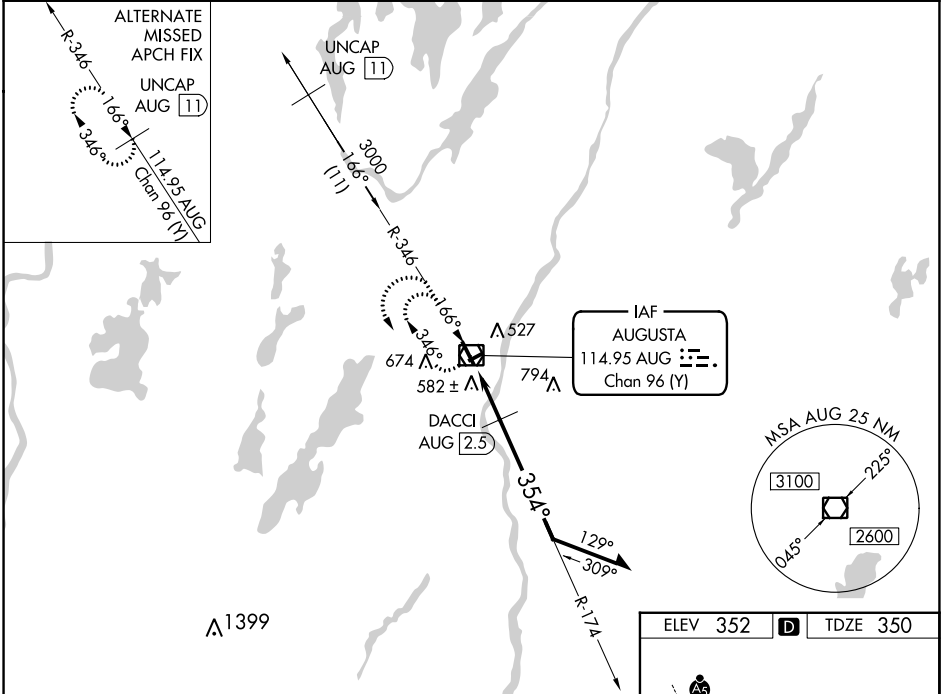 ALTERNATE
MISSED
APCH FIX
UNCAP
AUG 11
R-346
166°
346°
114.95 AUG
Chan 96 (Y)
UNCAP
AUG 11
3000
166°
(11)
R-346
166°
346°
527
674
582 ±
794
IAF
AUGUSTA
114.95 AUG
Chan 96 (Y)
DACCI
AUG 2.5
354°
129°
309°
R-174
MSA AUG 25 NM
3100
225°
045°
2600
1399
ELEV 352 D TDZE 350
A5